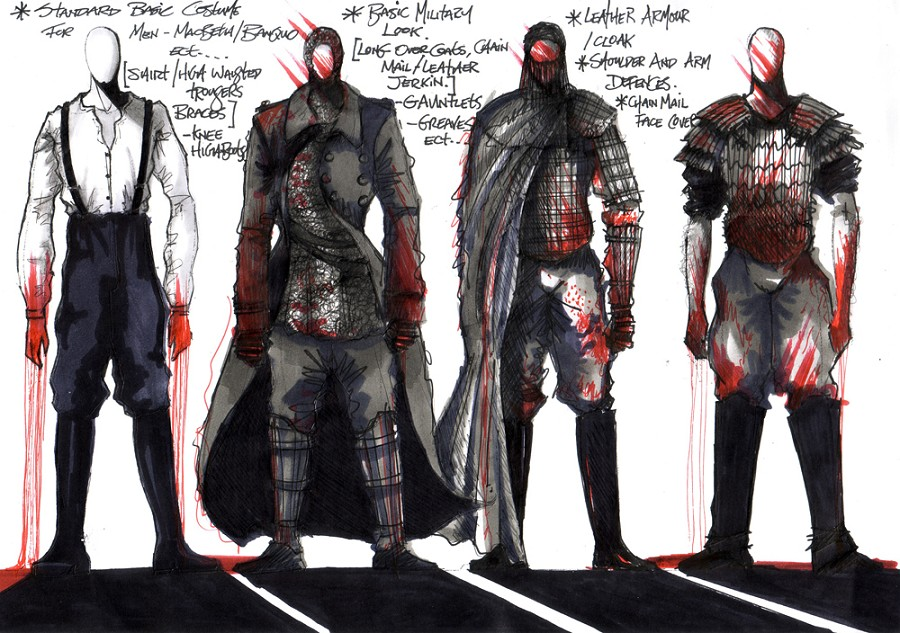 * STANDARD BASIC COSTUME
FOR MEN - MACBETH/BANQUO
ECT....
[SHIRT/HIGH WAISTED
TROUSERS
BRACES]
-KNEE
HIGH BOOTS
* BASIC MILITARY
LOOK.
[LONG OVER COATS, CHAIN
MAIL/LEATHER
JERKIN.]
-GAUNTLETS
-GREAVES
ECT...
* LEATHER ARMOUR
/CLOAK
* SHOULDER AND ARM
DEFENCES.
* CHAIN MAIL
FACE COVER